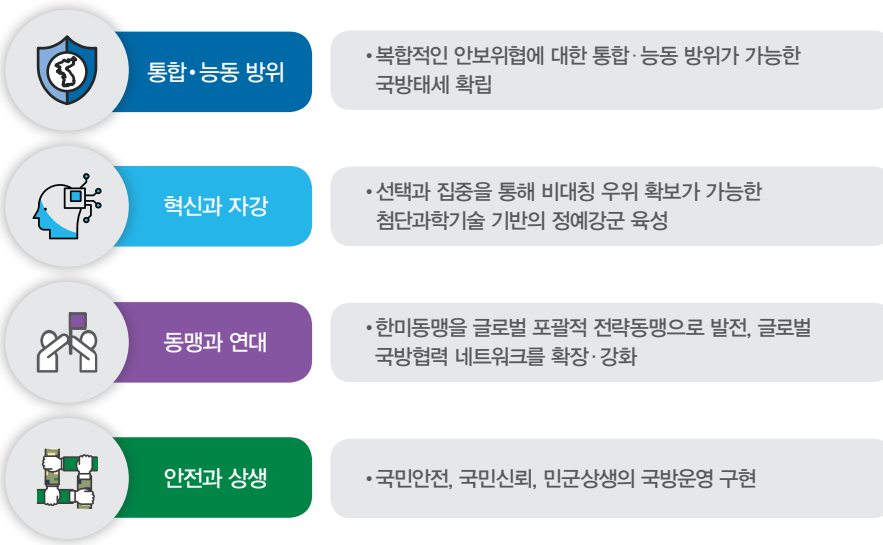 통합·능동 방위
•복합적인 안보위협에 대한 통합·능동 방위가 가능한
국방태세 확립
혁신과 자강
•선택과 집중을 통해 비대칭 우위 확보가 가능한
첨단과학기술 기반의 정예강군 육성
동맹과 연대
•한미동맹을 글로벌 포괄적 전략동맹으로 발전, 글로벌
국방협력 네트워크를 확장·강화
안전과 상생
•국민안전, 국민신뢰, 민군상생의 국방운영 구현